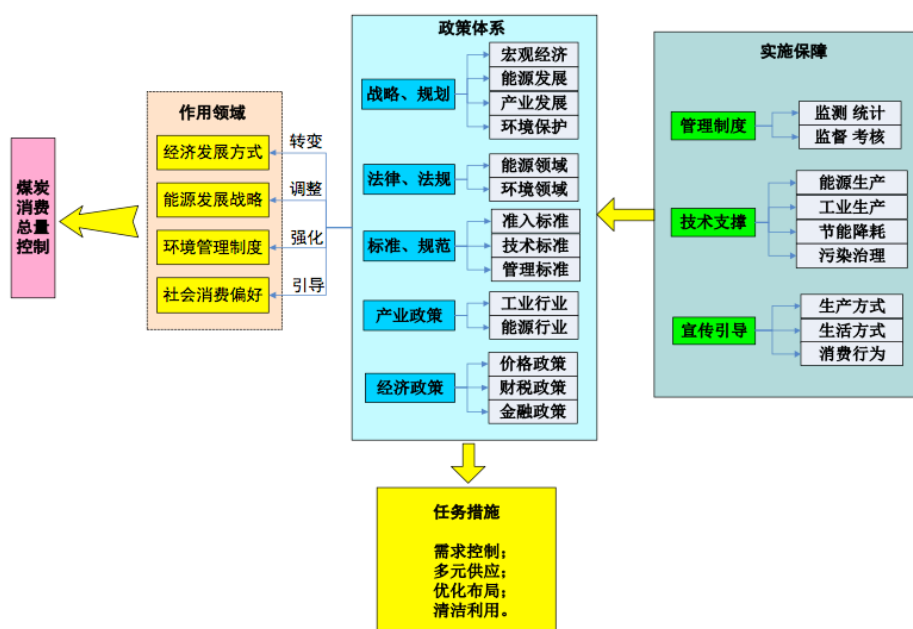 煤炭
消费
总量
控制
作用领域
经济发展方式
能源发展战略
环境管理制度
社会消费偏好
转变
调整
强化
引导
政策体系
战略、规划
宏观经济
能源发展
产业发展
环境保护
法律、法规
能源领域
环境领域
标准、规范
准入标准
技术标准
管理标准
产业政策
工业行业
能源行业
经济政策
价格政策
财税政策
金融政策
实施保障
管理制度
监测 统计
监督 考核
技术支撑
能源生产
工业生产
节能降耗
污染治理
宣传引导
生产方式
生活方式
消费行为
任务措施
需求控制；
多元供应；
优化布局；
清洁利用。